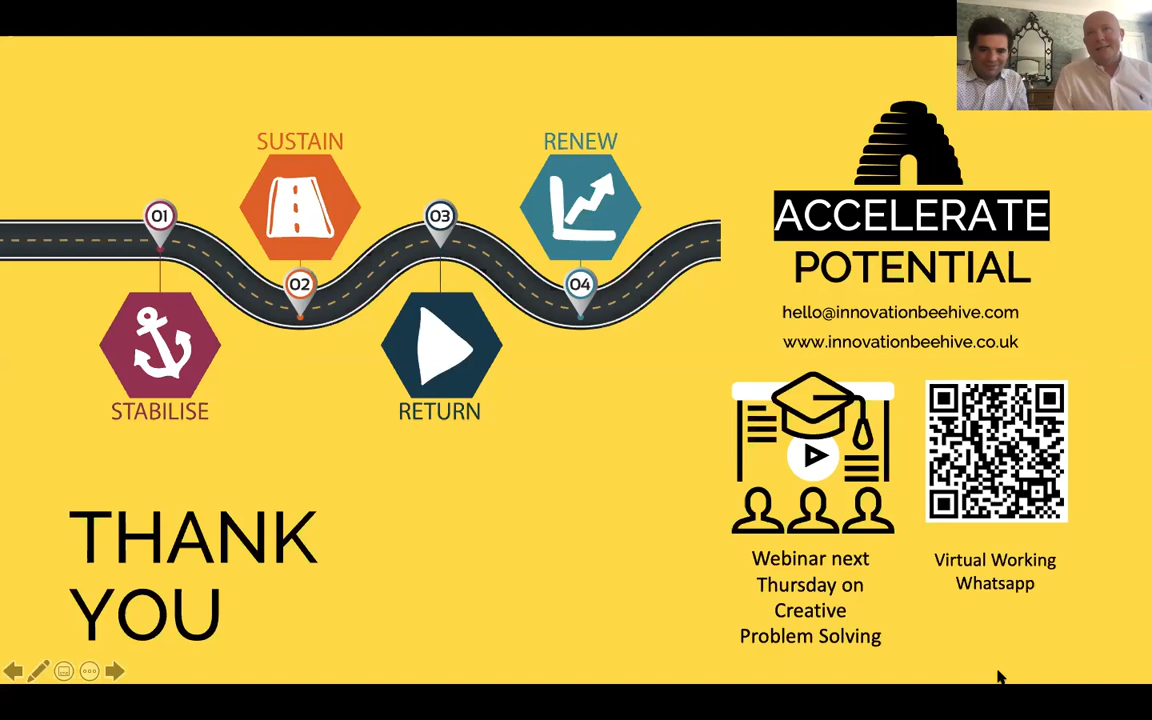 SUSTAIN
RENEW
01
03
02
04
STABILISE
RETURN
THANK
YOU
ACCELERATE
POTENTIAL
hello@innovationbeehive.com
www.innovationbeehive.co.uk
Webinar next
Thursday on
Creative
Problem Solving
Virtual Working
Whatsapp